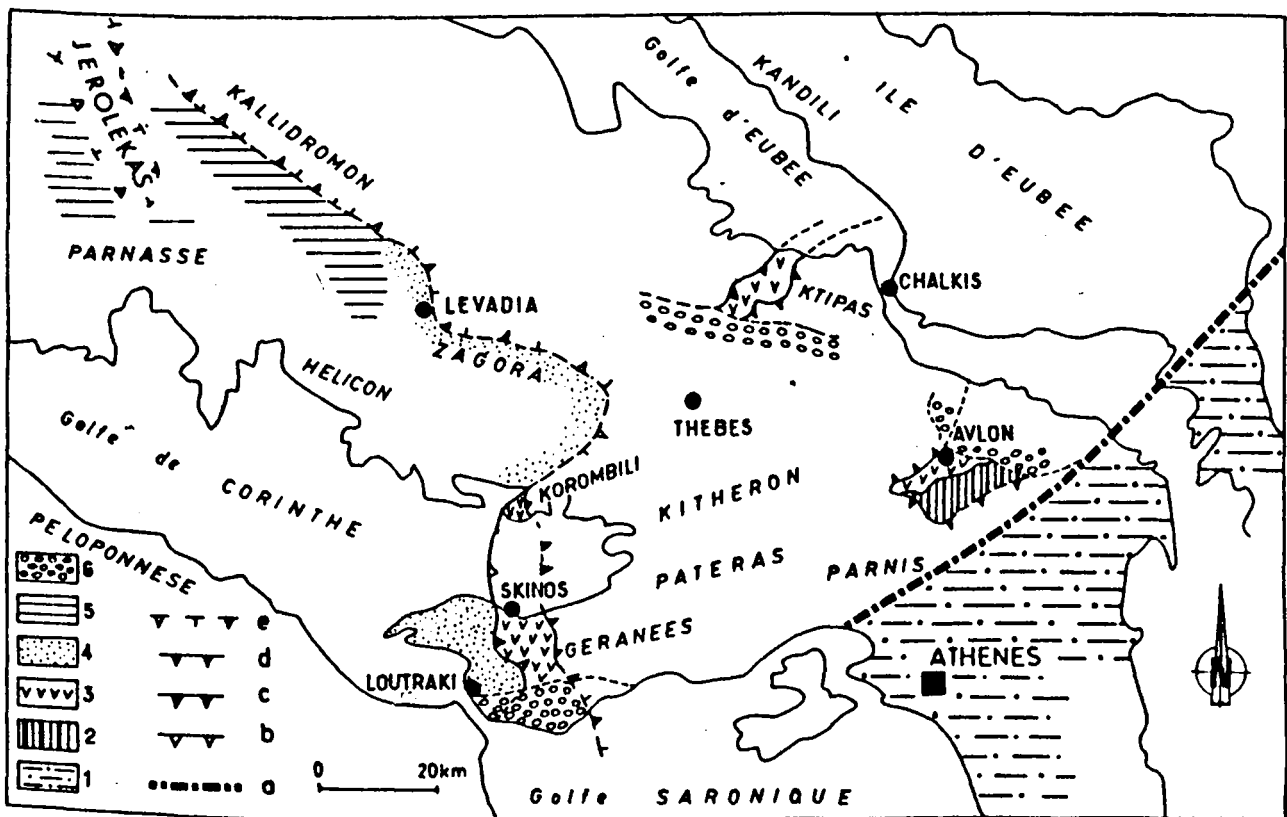 JEROLEKAS
KALLIDROMON
PARNASSE
Golfe
d'EUBEE
KANDILI
ILE
D'EUBEE
LEVADIA
ZAGORA
HELICON
KTIPAS
CHALKIS
THEBES
AVLON
Golfe
de
CORINTHE
KOROMBILI
KITHERON
PATERAS
PARNIS
PELOPONNESE
SKINOS
GERANEES
LOUTRAKI
ATHENES
6
5
4
3
2
1
e
d
c
b
a
0 20km
Golfe SARONIQUE